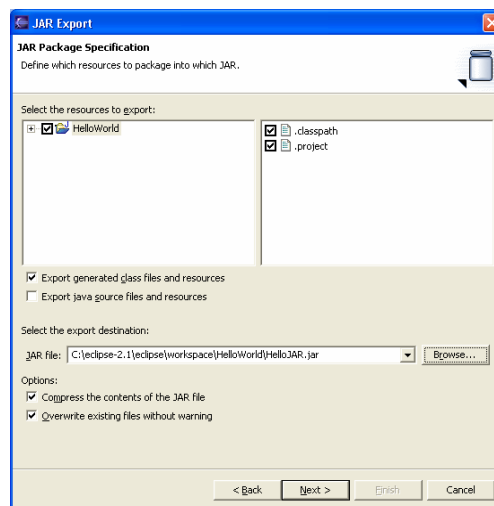 JAR Export
JAR Package Specification
Define which resources to package into which JAR.
Select the resources to export:
HelloWorld
.classpath
.project
Export generated class files and resources
Export java source files and resources
Select the export destination:
JAR file: C:\eclipse-2.1\eclipse\workspace\HelloWorld\HelloJAR.jar Browse...
Options:
Compress the contents of the JAR file
Overwrite existing files without warning
< Back Next > Finish Cancel